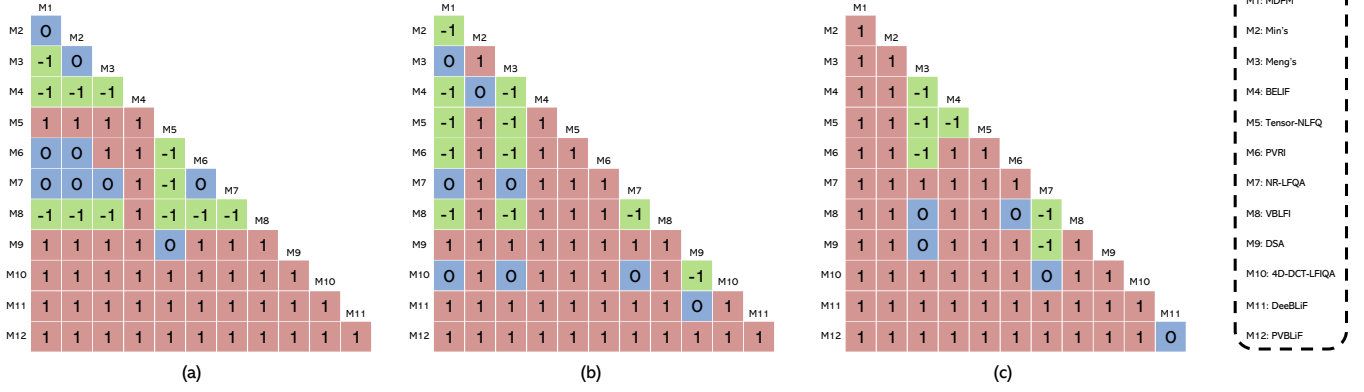 M1
M2 0 M2
M3 -1 0 M3
M4 -1 -1 -1 M4
M5 1 1 1 1 M5
M6 0 0 1 1 -1 M6
M7 0 0 0 1 -1 0 M7
M8 -1 -1 -1 1 -1 -1 -1 M8
M9 1 1 1 1 0 1 1 1 M9
M10 1 1 1 1 1 1 1 1 1 M10
M11 1 1 1 1 1 1 1 1 1 1 M11
M12 1 1 1 1 1 1 1 1 1 1 1
(a)
M1
M2 -1 M2
M3 0 1 M3
M4 -1 0 -1 M4
M5 -1 1 -1 1 M5
M6 -1 1 -1 1 1 M6
M7 0 1 0 1 1 1 M7
M8 -1 1 -1 1 1 1 -1 M8
M9 1 1 1 1 1 1 1 1 M9
M10 0 1 0 1 1 1 0 1 -1 M10
M11 1 1 1 1 1 1 1 1 0 1 M11
M12 1 1 1 1 1 1 1 1 1 1 1
(b)
M1
M2 1 M2
M3 1 1 M3
M4 1 1 -1 M4
M5 1 1 -1 -1 M5
M6 1 1 -1 1 1 M6
M7 1 1 1 1 1 1 M7
M8 1 1 0 1 1 0 -1 M8
M9 1 1 0 1 1 1 -1 1 M9
M10 1 1 1 1 1 1 0 1 1 M10
M11 1 1 1 1 1 1 1 1 1 1 M11
M12 1 1 1 1 1 1 1 1 1 1 0
(c)
M1: MDFM
M2: Min's
M3: Meng's
M4: BELIF
M5: Tensor-NLFQ
M6: PVRI
M7: NR-LFQA
M8: VBLFI
M9: DSA
M10: 4D-DCT-LFIQA
M11: DeeBLiF
M12: PVBLiF